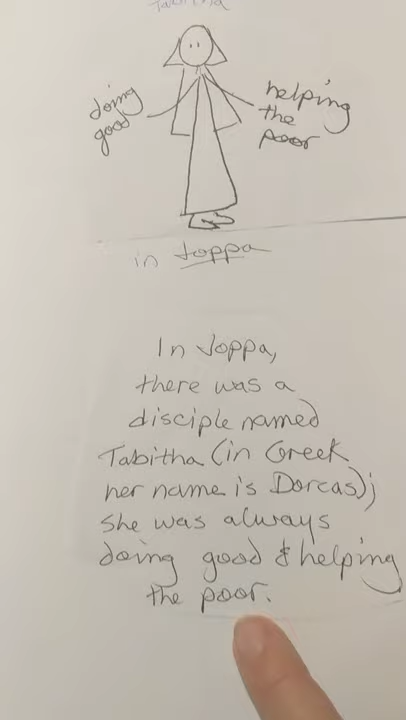 Tabitha
doing
good
helping
the
poor
in Joppa
In Joppa,
there was a
disciple named
Tabitha (in Greek
her name is Dorcas);
she was always
doing good & helping
the poor.